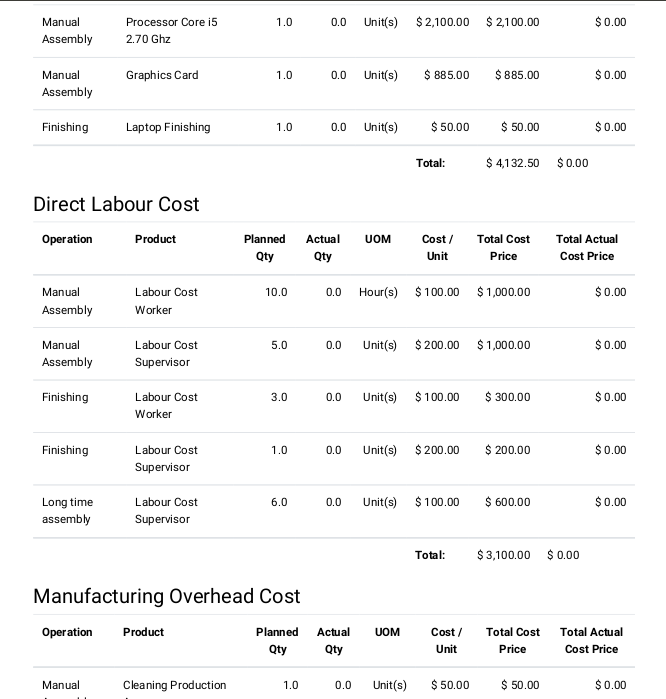 Manual Processor Core i5 1.0 0.0 Unit(s) $ 2,100.00 $ 2,100.00 $ 0.00
Assembly 2.70 Ghz
Manual Graphics Card 1.0 0.0 Unit(s) $ 885.00 $ 885.00 $ 0.00
Assembly
Finishing Laptop Finishing 1.0 0.0 Unit(s) $ 50.00 $ 50.00 $ 0.00
Total: $ 4,132.50 $ 0.00
Direct Labour Cost
Operation Product Planned Actual UOM Cost / Total Cost Total Actual
Qty Qty Unit Price Cost Price
Manual Labour Cost 10.0 0.0 Hour(s) $ 100.00 $ 1,000.00 $ 0.00
Assembly Worker
Manual Labour Cost 5.0 0.0 Unit(s) $ 200.00 $ 1,000.00 $ 0.00
Assembly Supervisor
Finishing Labour Cost 3.0 0.0 Unit(s) $ 100.00 $ 300.00 $ 0.00
Worker
Finishing Labour Cost 1.0 0.0 Unit(s) $ 200.00 $ 200.00 $ 0.00
Supervisor
Long time Labour Cost 6.0 0.0 Unit(s) $ 100.00 $ 600.00 $ 0.00
assembly Supervisor
Total: $ 3,100.00 $ 0.00
Manufacturing Overhead Cost
Operation Product Planned Actual UOM Cost / Total Cost Total Actual
Qty Qty Unit Price Cost Price
Manual Cleaning Production 1.0 0.0 Unit(s) $ 50.00 $ 50.00 $ 0.00